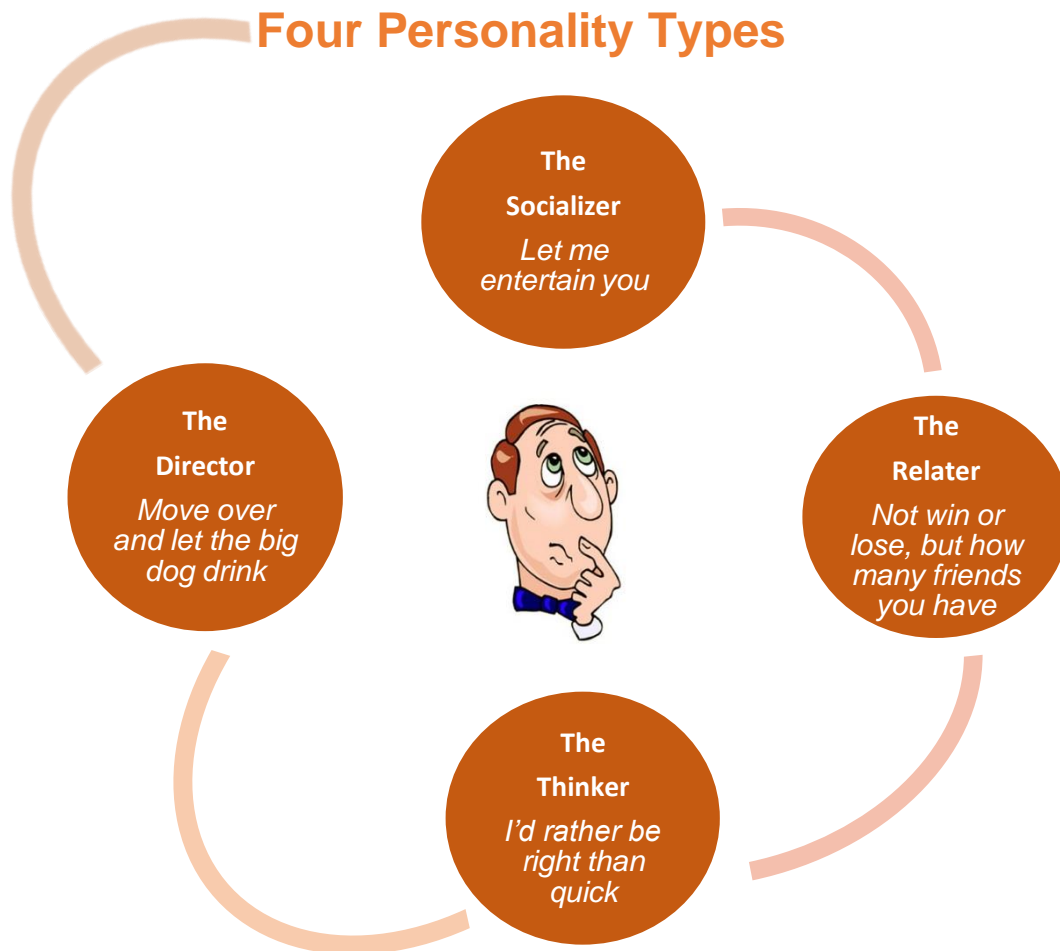 Four Personality Types
The
Socializer
Let me
entertain you
The
Director
Move over
and let the big
dog drink
The
Relater
Not win or
lose, but how
many friends
you have
The
Thinker
I’d rather be
right than
quick